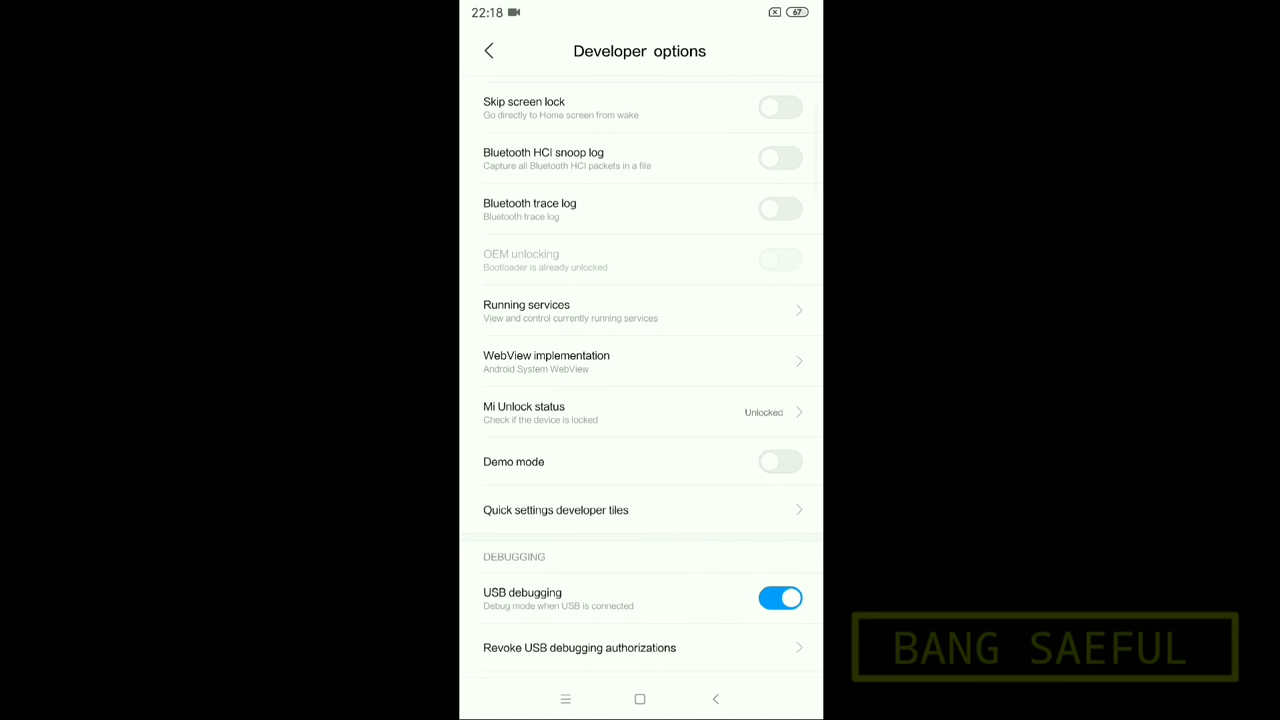 22:18
67
Developer options
Skip screen lock
Go directly to Home screen from wake
Bluetooth HCI snoop log
Capture all Bluetooth HCI packets in a file
Bluetooth trace log
Bluetooth trace log
OEM unlocking
Bootloader is already unlocked
Running services
View and control currently running services
WebView implementation
Android System WebView
Mi Unlock status
Unlocked
Check if the device is locked
Demo mode
Quick settings developer tiles
DEBUGGING
USB debugging
Debug mode when USB is connected
Revoke USB debugging authorizations
BANG SAEFUL